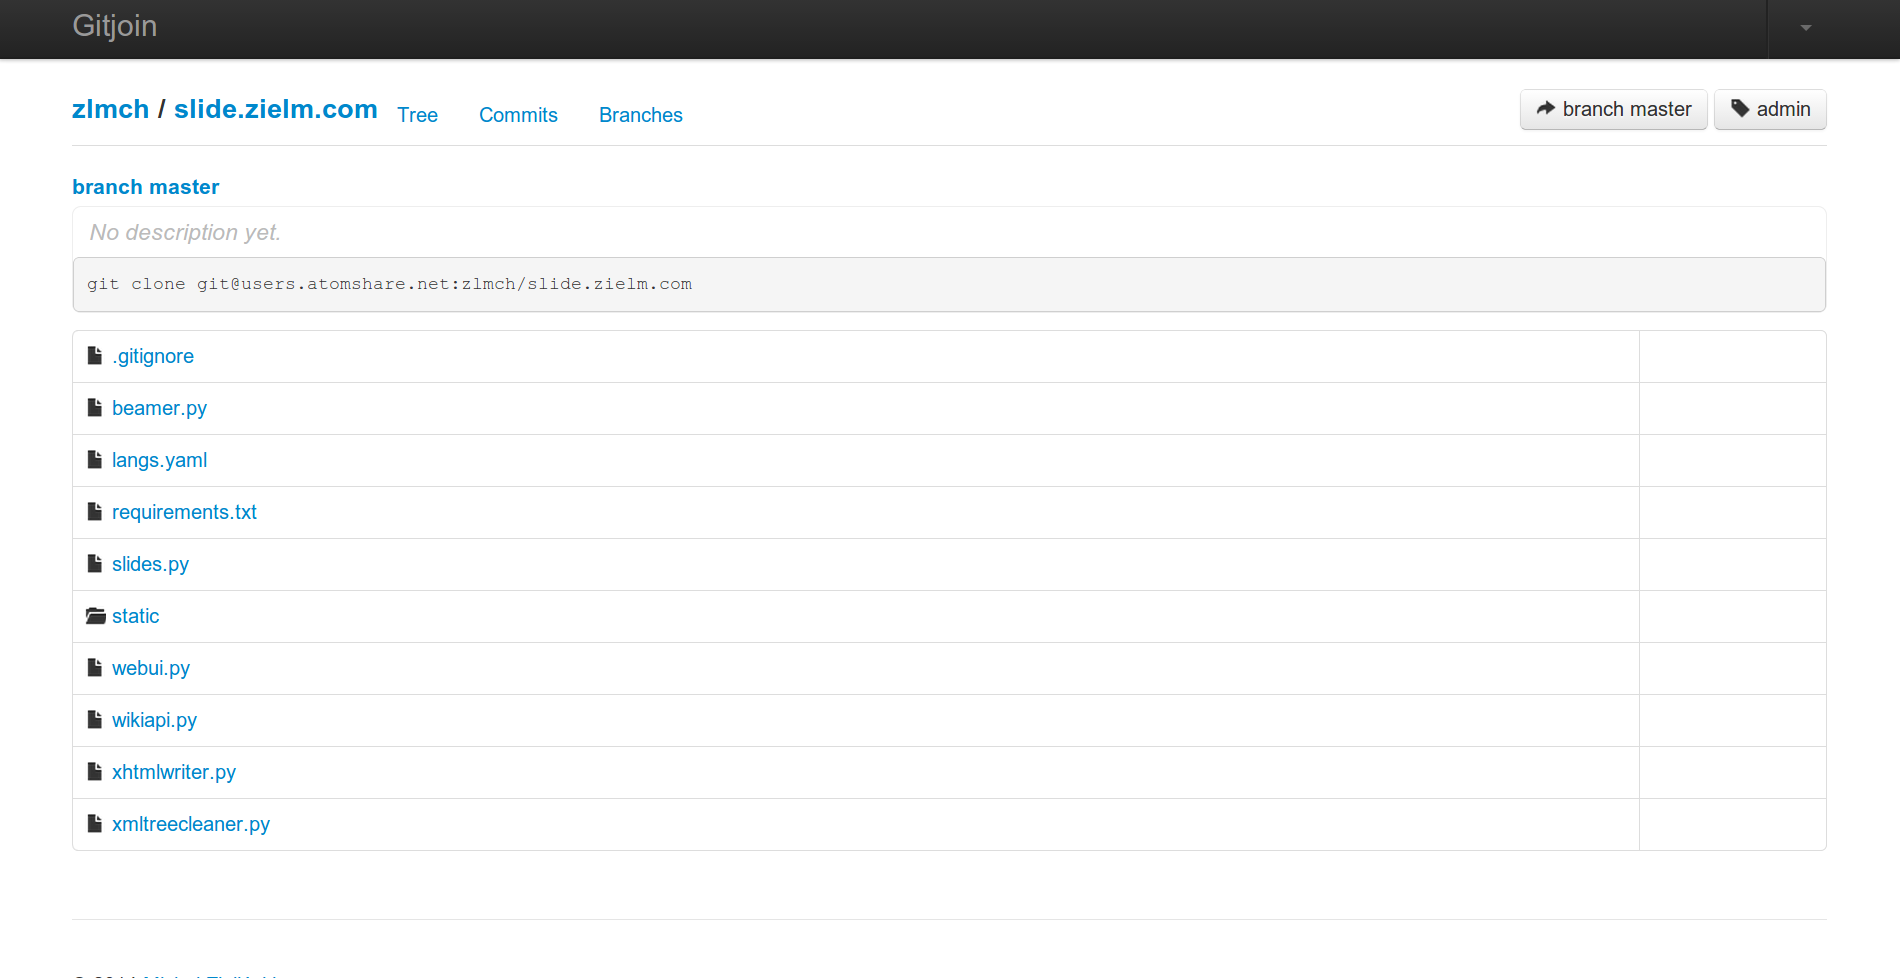 Gitjoin
zlmch / slide.zielm.com Tree Commits Branches branch master admin
branch master
No description yet.
git clone git@users.atomshare.net:zlmch/slide.zielm.com
.gitignore
beamer.py
langs.yaml
requirements.txt
slides.py
static
webui.py
wikiapi.py
xhtmlwriter.py
xmltreecleaner.py